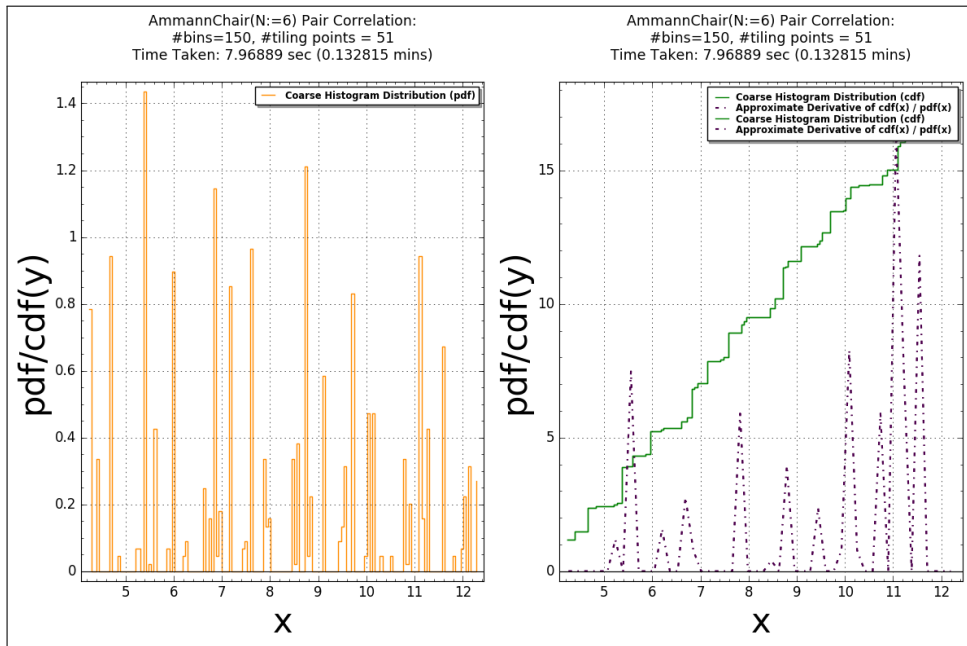 AmmannChair(N:=6) Pair Correlation:
#bins=150, #tiling points = 51
Time Taken: 7.96889 sec (0.132815 mins)
Coarse Histogram Distribution (pdf)
pdf/cdf(y)
1.4
1.2
1
0.8
0.6
0.4
0.2
0
5 6 7 8 9 10 11 12
x
AmmannChair(N:=6) Pair Correlation:
#bins=150, #tiling points = 51
Time Taken: 7.96889 sec (0.132815 mins)
Coarse Histogram Distribution (cdf)
Approximate Derivative of cdf(x) / pdf(x)
Coarse Histogram Distribution (cdf)
Approximate Derivative of cdf(x) / pdf(x)
pdf/cdf(y)
15
10
5
0
5 6 7 8 9 10 11 12
x